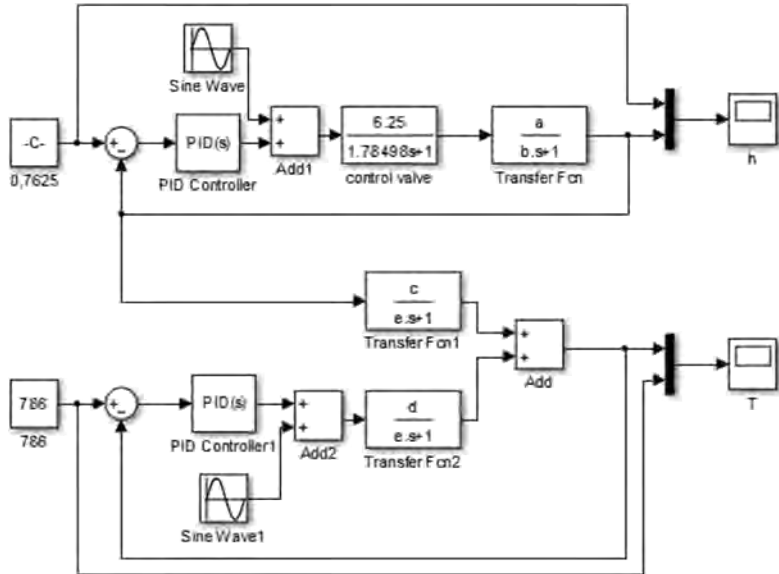 Sine Wave
-C-
0,7625
+
-
PID(s)
PID Controller
+
+
Add1
6.25
1.78498s+1
control valve
a
b.s+1
Transfer Fcn
h
c
e.s+1
Transfer Fcn1
+
+
Add
786
786
+
-
PID(s)
PID Controller1
+
+
Add2
d
e.s+1
Transfer Fcn2
T
Sine Wave1